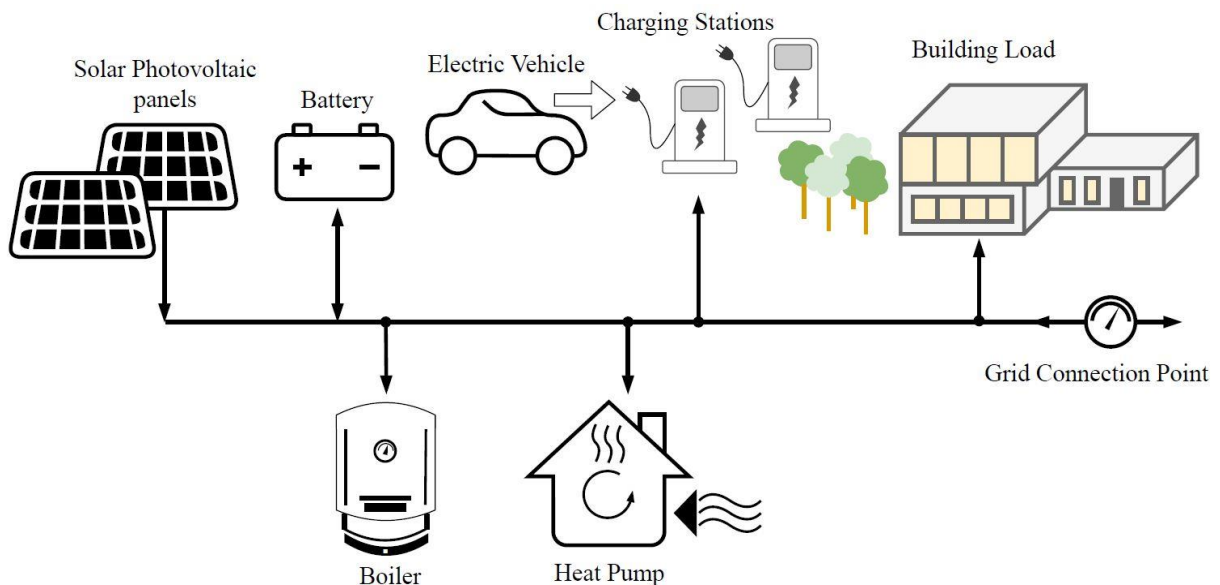 Charging Stations
Solar Photovoltaic
panels
Battery
Electric Vehicle
Building Load
+ −
Grid Connection Point
Boiler
Heat Pump